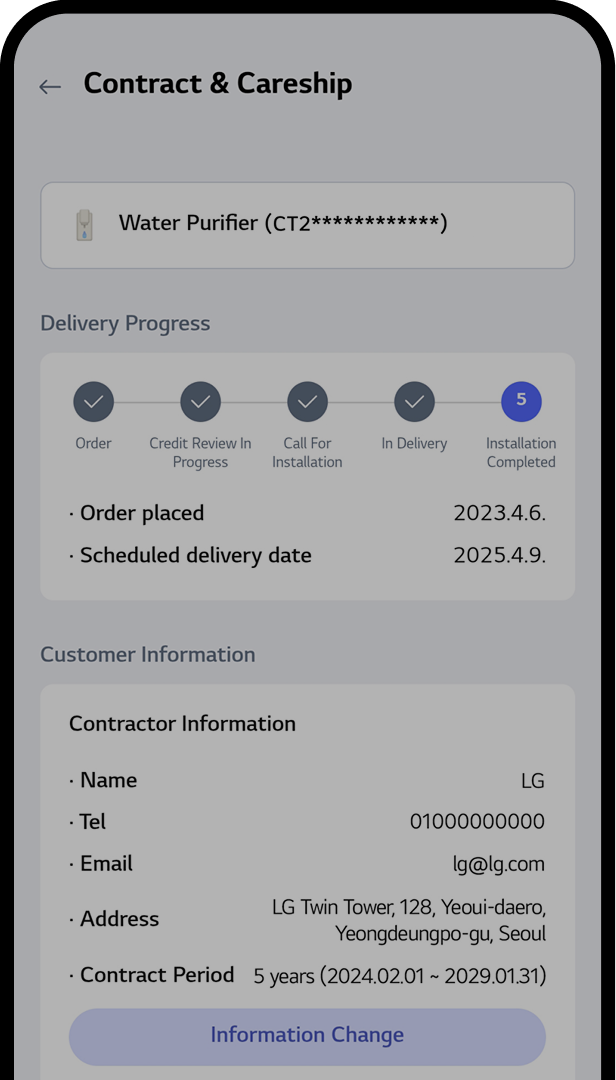 ← Contract & Careship
Water Purifier (CT2************)
Delivery Progress
5
Order
Credit Review In
Progress
Call For
Installation
In Delivery
Installation
Completed
· Order placed 2023.4.6.
· Scheduled delivery date 2025.4.9.
Customer Information
Contractor Information
· Name LG
· Tel 01000000000
· Email lg@lg.com
· Address LG Twin Tower, 128, Yeoui-daero,
Yeongdeungpo-gu, Seoul
· Contract Period 5 years (2024.02.01 ~ 2029.01.31)
Information Change